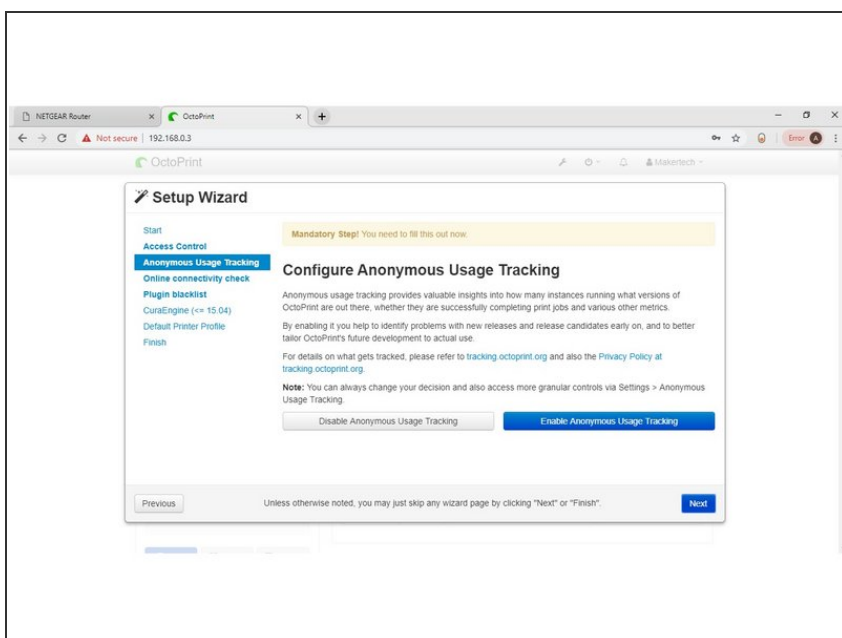 NETGEAR Router
OctoPrint
Not secure
192.168.0.3
Error
A
OctoPrint
Makertech
Setup Wizard
Start
Access Control
Anonymous Usage Tracking
Online connectivity check
Plugin blacklist
CuraEngine (<= 15.04)
Default Printer Profile
Finish
Mandatory Step! You need to fill this out now.
Configure Anonymous Usage Tracking
Anonymous usage tracking provides valuable insights into how many instances running what versions of
OctoPrint are out there, whether they are successfully completing print jobs and various other metrics.
By enabling it you help to identify problems with new releases and release candidates early on, and to better
tailor OctoPrint's future development to actual use.
For details on what gets tracked, please refer to tracking.octoprint.org and also the Privacy Policy at
tracking.octoprint.org.
Note: You can always change your decision and also access more granular controls via Settings > Anonymous
Usage Tracking.
Disable Anonymous Usage Tracking
Enable Anonymous Usage Tracking
Previous
Unless otherwise noted, you may just skip any wizard page by clicking "Next" or "Finish".
Next